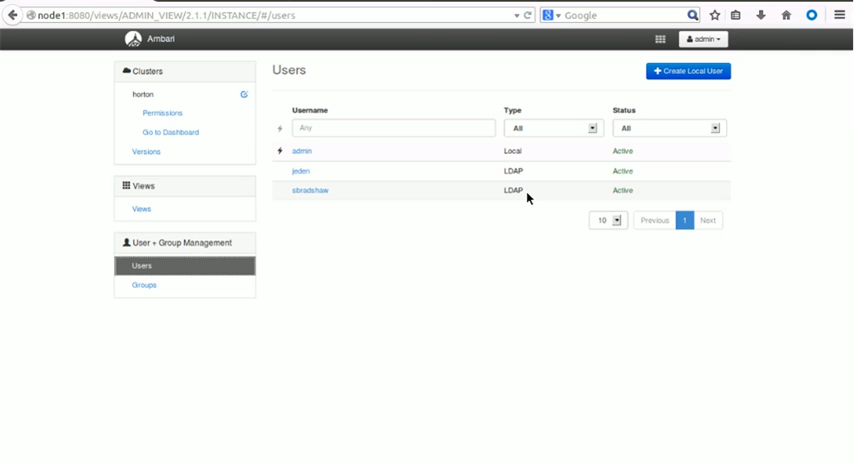 node1:8080/views/ADMIN_VIEW/2.1.1/INSTANCE/#/users
Google
Ambari
admin
Clusters
horton
Permissions
Go to Dashboard
Versions
Views
Views
User + Group Management
Users
Groups
Users
Create Local User
Username Type Status
Any All All
admin Local Active
jeden LDAP Active
sbradshaw LDAP Active
10 Previous 1 Next